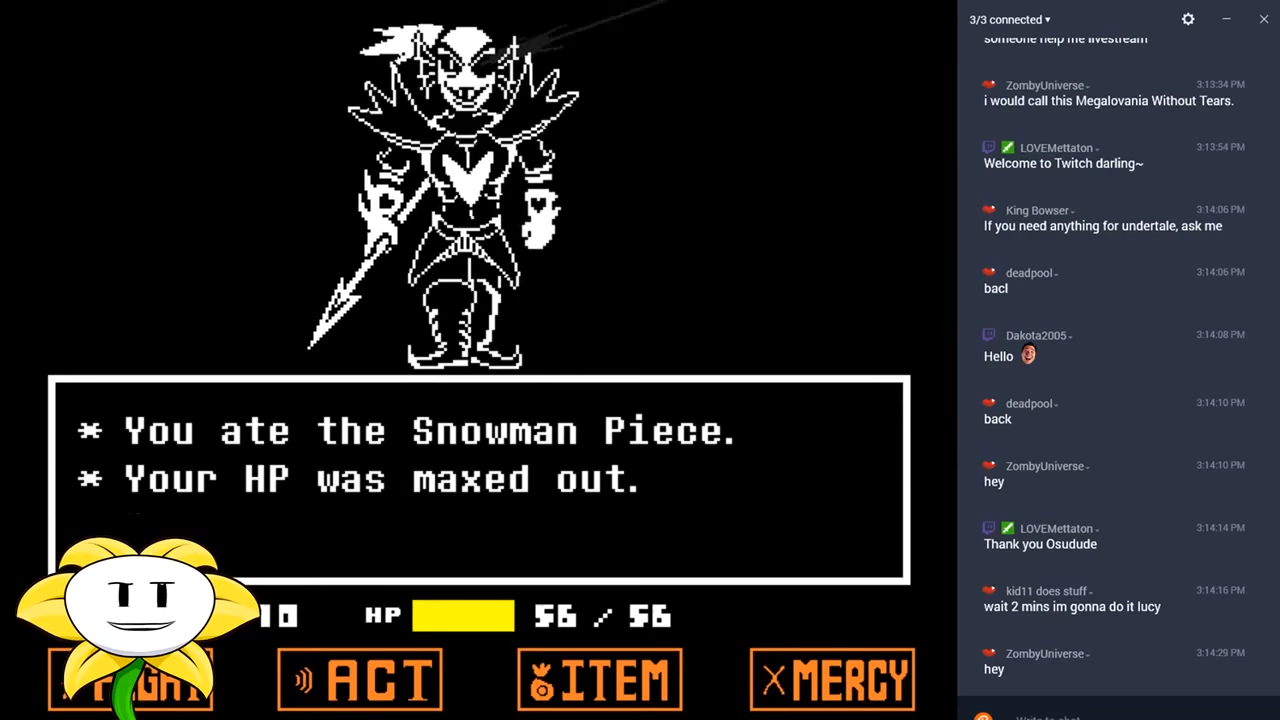 * You ate the Snowman Piece.
* Your HP was maxed out.
10 HP 56 / 56
ACT
ITEM
MERCY
3/3 connected
someone help me livestream
ZombyUniverse 3:13:34 PM
i would call this Megalovania Without Tears.
LOVEMettaton 3:13:54 PM
Welcome to Twitch darling~
King Bowser 3:14:06 PM
If you need anything for undertale, ask me
deadpool 3:14:06 PM
bacl
Dakota2005 3:14:08 PM
Hello
deadpool 3:14:10 PM
back
ZombyUniverse 3:14:10 PM
hey
LOVEMettaton 3:14:14 PM
Thank you Osudude
kid11 does stuff 3:14:16 PM
wait 2 mins im gonna do it lucy
ZombyUniverse 3:14:29 PM
hey
Write to chat